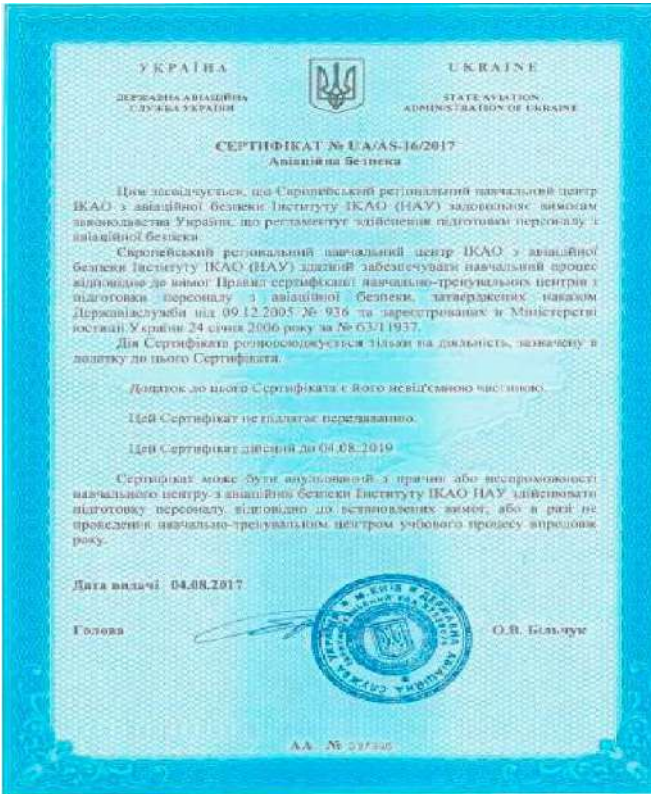 УКРАЇНА
UKRAINE
ДЕРЖАВНА АВІАЦІЙНА
СЛУЖБА УКРАЇНИ
STATE AVIATION
ADMINISTRATION OF UKRAINE
СЕРТИФІКАТ № UA/AS-16/2017
Авіаційна безпека
Цим засвідчується, що Європейський регіональний навчальний центр
ІКАО з авіаційної безпеки Інституту ІКАО (НАУ) задовольняє вимогам
законодавства України, що регламентує здійснення підготовки персоналу з
авіаційної безпеки.
Європейський регіональний навчальний центр ІКАО з авіаційної
безпеки Інституту ІКАО (НАУ) здатний забезпечувати навчальний процес
відповідно до вимог Правил сертифікації навчально-тренувальних центрів з
підготовки персоналу з авіаційної безпеки, затверджених наказом
Державіаслужби від 09.12.2005 № 936 та зареєстрованих в Міністерстві
юстиції України 24 січня 2006 року за № 63/11937.
Дія Сертифіката розповсюджується тільки на діяльність, зазначену в
додатку до цього Сертифіката.
Додаток до цього Сертифіката є його невід'ємною частиною.
Цей Сертифікат не підлягає передаванню.
Цей Сертифікат дійсний до 04.08.2019
Сертифікат може бути анульований з причин або неспроможності
навчального центру з авіаційної безпеки Інституту ІКАО НАУ здійснювати
підготовку персоналу відповідно до встановлених вимог, або в разі не
проведення навчально-тренувальним центром учбового процесу впродовж
року.
Дата видачі 04.08.2017
Голова
О.В. Більчук
АА №